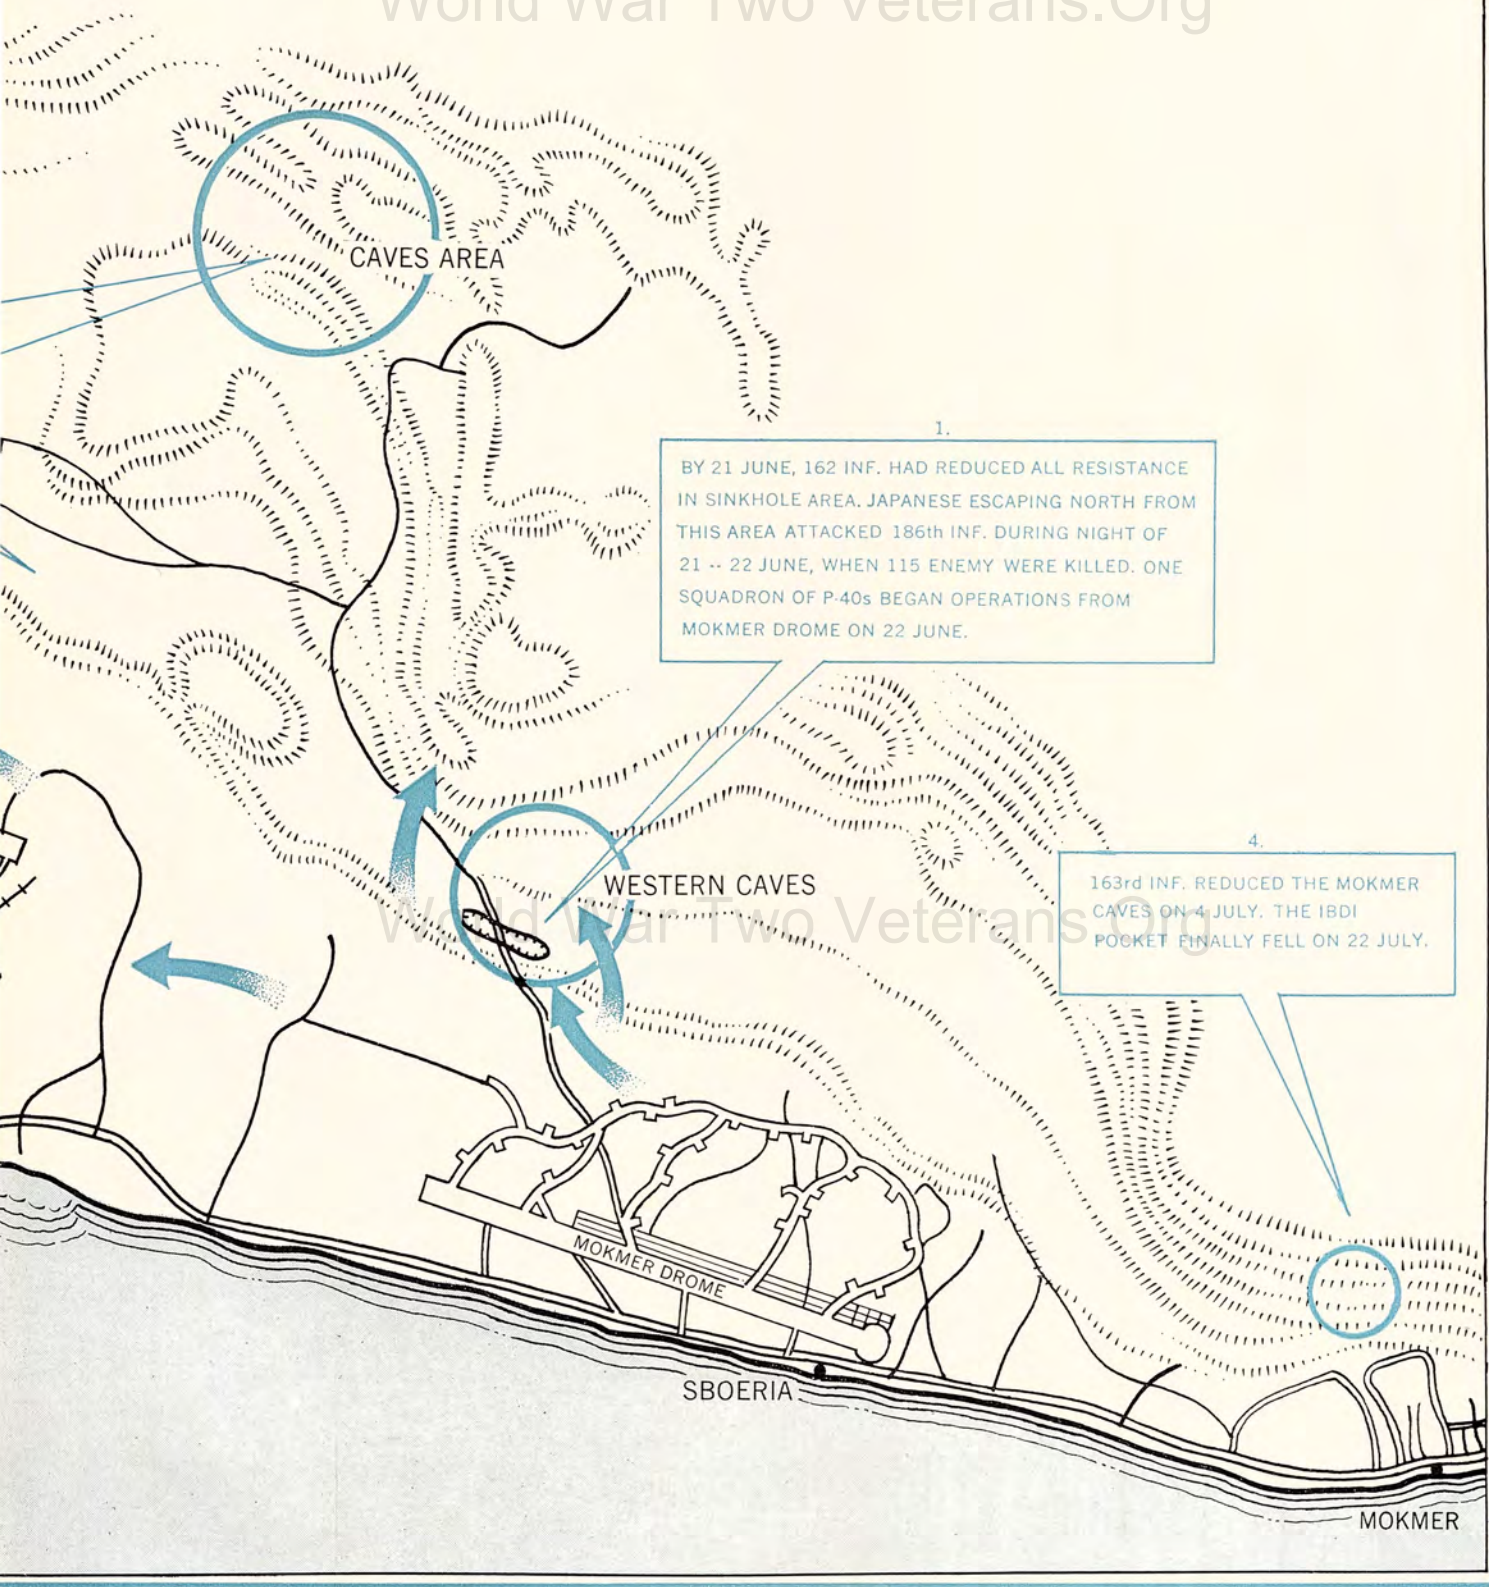 World War Two Veterans.Org
CAVES AREA
1.
BY 21 JUNE, 162 INF. HAD REDUCED ALL RESISTANCE
IN SINKHOLE AREA. JAPANESE ESCAPING NORTH FROM
THIS AREA ATTACKED 186th INF. DURING NIGHT OF
21 -- 22 JUNE, WHEN 115 ENEMY WERE KILLED. ONE
SQUADRON OF P-40s BEGAN OPERATIONS FROM
MOKMER DROME ON 22 JUNE.
4.
163rd INF. REDUCED THE MOKMER
CAVES ON 4 JULY. THE IBDI
POCKET FINALLY FELL ON 22 JULY.
WESTERN CAVES
World War Two Veterans.Org
MOKMER DROME
SBOERIA
MOKMER